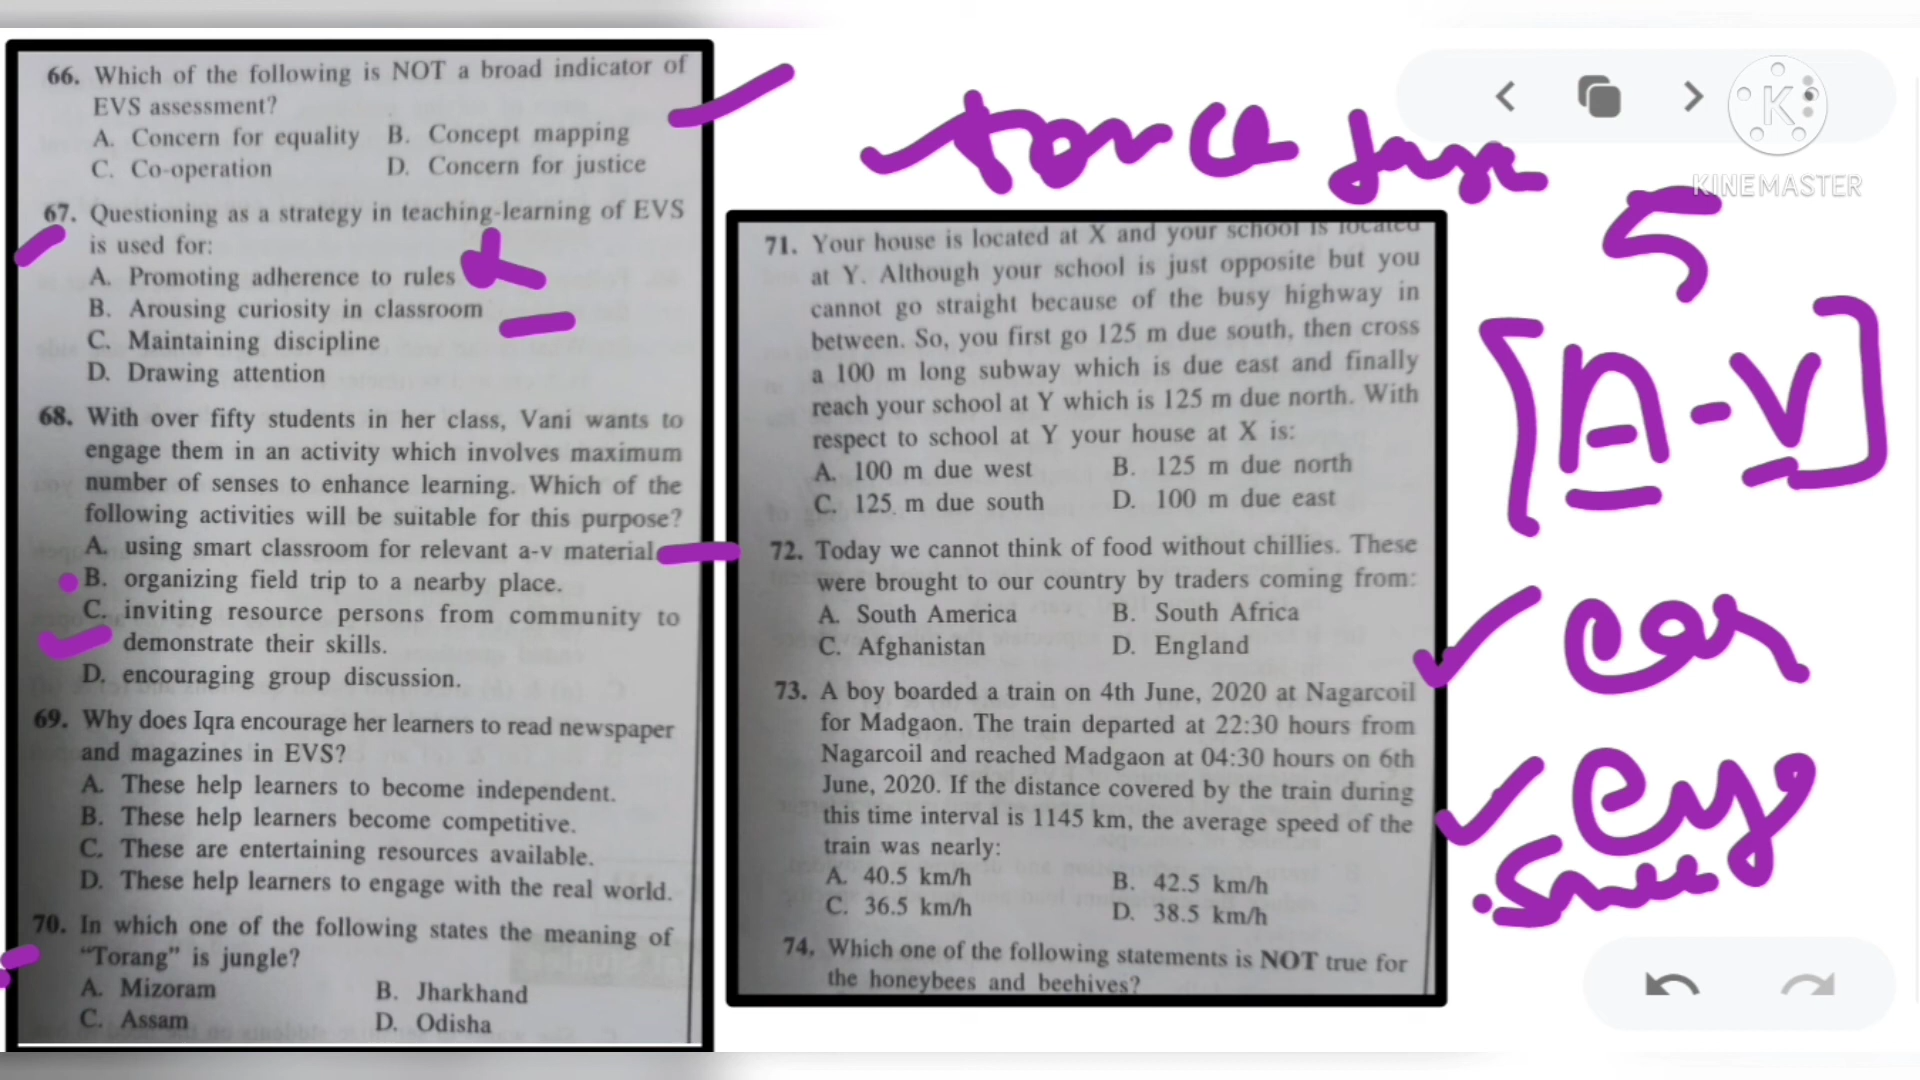 66. Which of the following is NOT a broad indicator of
EVS assessment?
A. Concern for equality B. Concept mapping
C. Co-operation D. Concern for justice
67. Questioning as a strategy in teaching-learning of EVS
is used for:
A. Promoting adherence to rules
B. Arousing curiosity in classroom
C. Maintaining discipline
D. Drawing attention
68. With over fifty students in her class, Vani wants to
engage them in an activity which involves maximum
number of senses to enhance learning. Which of the
following activities will be suitable for this purpose?
A. using smart classroom for relevant a-v material.
B. organizing field trip to a nearby place.
C. inviting resource persons from community to
demonstrate their skills.
D. encouraging group discussion.
69. Why does Iqra encourage her learners to read newspaper
and magazines in EVS?
A. These help learners to become independent.
B. These help learners become competitive.
C. These are entertaining resources available.
D. These help learners to engage with the real world.
70. In which one of the following states the meaning of
“Torang” is jungle?
A. Mizoram B. Jharkhand
C. Assam D. Odisha
71. Your house is located at X and your school is located
at Y. Although your school is just opposite but you
cannot go straight because of the busy highway in
between. So, you first go 125 m due south, then cross
a 100 m long subway which is due east and finally
reach your school at Y which is 125 m due north. With
respect to school at Y your house at X is:
A. 100 m due west B. 125 m due north
C. 125 m due south D. 100 m due east
72. Today we cannot think of food without chillies. These
were brought to our country by traders coming from:
A. South America B. South Africa
C. Afghanistan D. England
73. A boy boarded a train on 4th June, 2020 at Nagarcoil
for Madgaon. The train departed at 22:30 hours from
Nagarcoil and reached Madgaon at 04:30 hours on 6th
June, 2020. If the distance covered by the train during
this time interval is 1145 km, the average speed of the
train was nearly:
A. 40.5 km/h B. 42.5 km/h
C. 36.5 km/h D. 38.5 km/h
74. Which one of the following statements is NOT true for
the honeybees and beehives?
K
KINEMASTER
5
[A-V]
eye